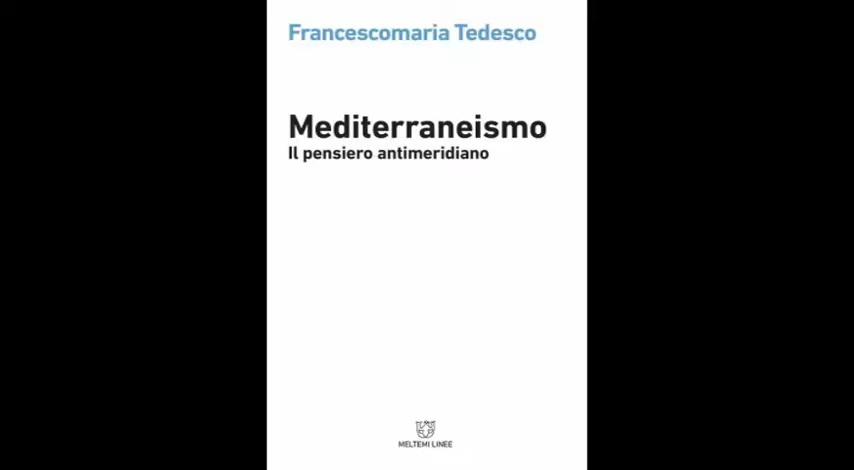 Francescomaria Tedesco
Mediterraneismo
Il pensiero antimeridiano
MELTEMI LINEE